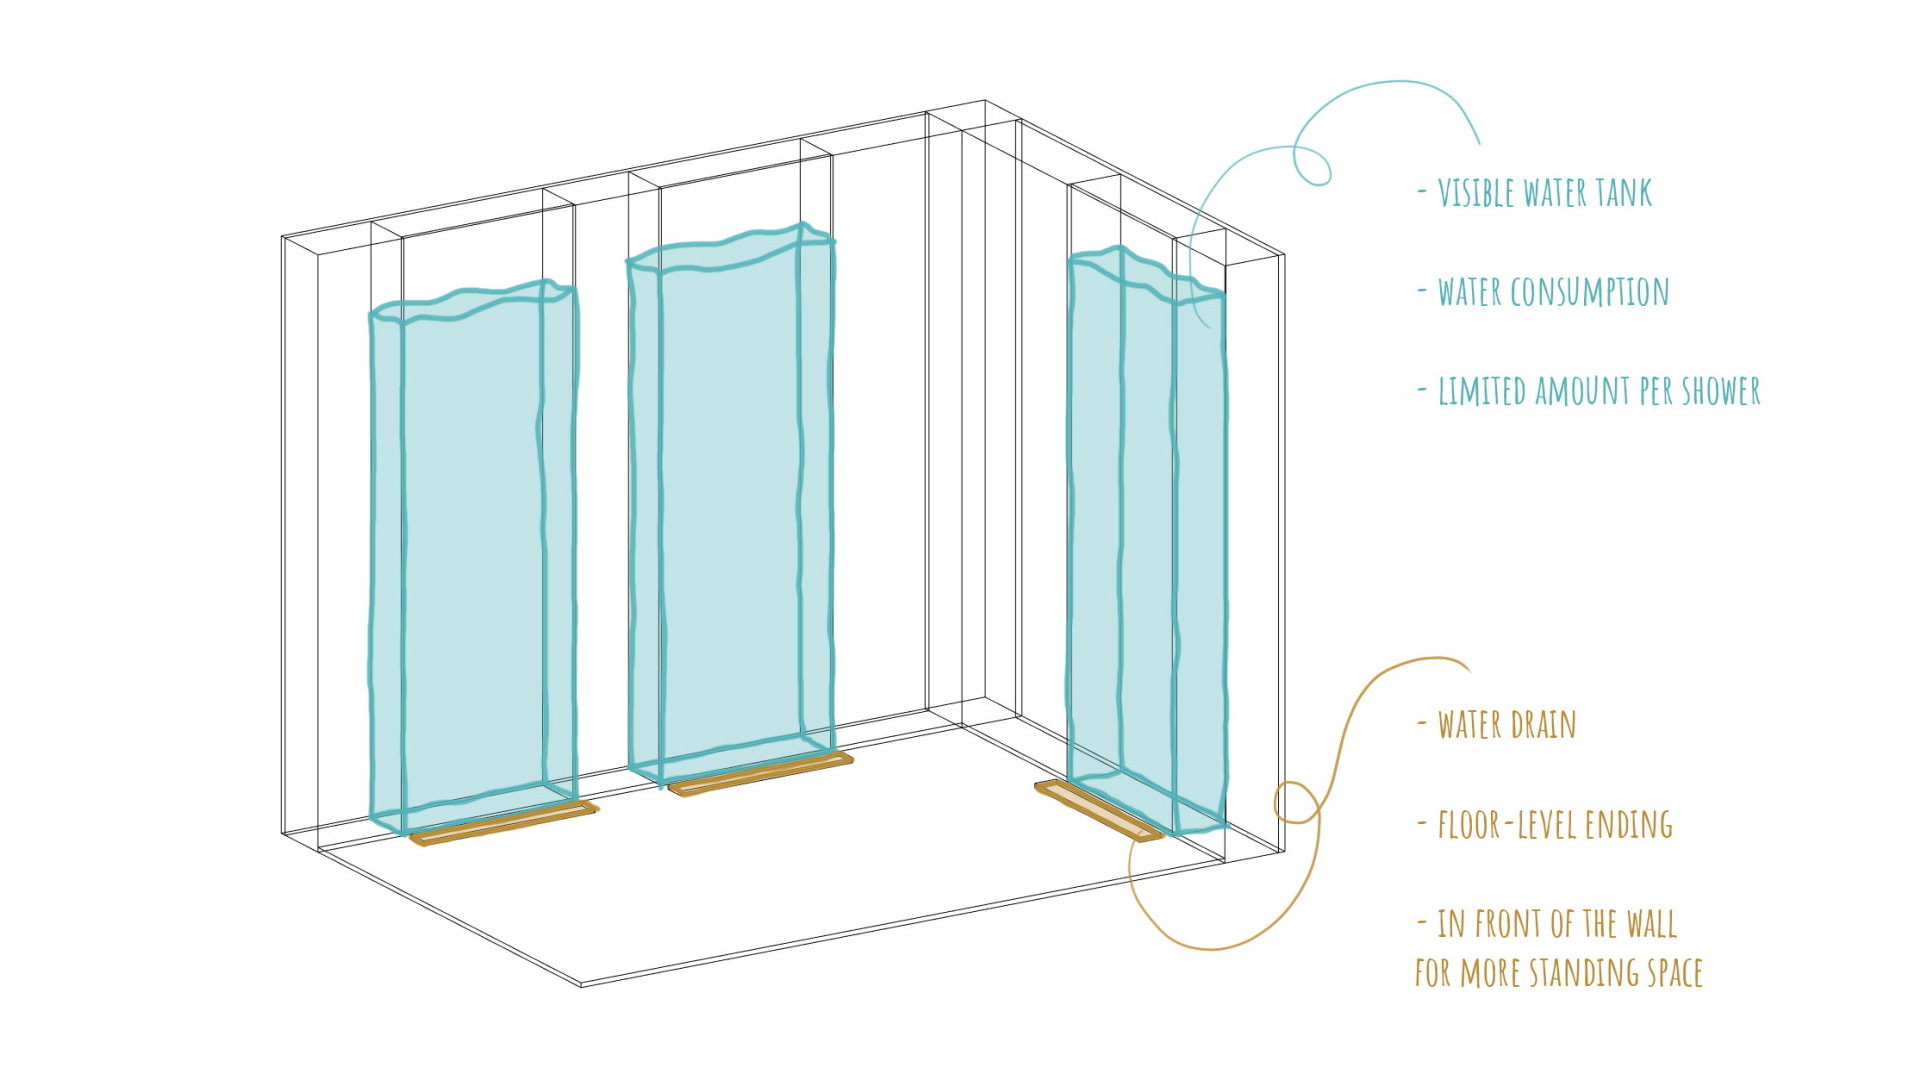 - VISIBLE WATER TANK
- WATER CONSUMPTION
- LIMITED AMOUNT PER SHOWER
- WATER DRAIN
- FLOOR-LEVEL ENDING
- IN FRONT OF THE WALL
FOR MORE STANDING SPACE